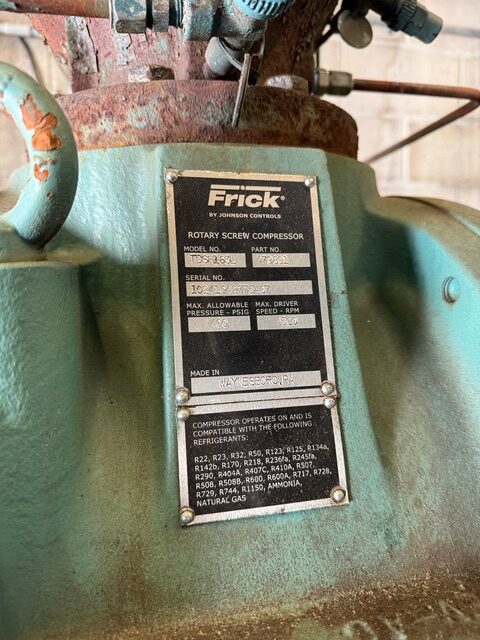 Frick®
BY JOHNSON CONTROLS
ROTARY SCREW COMPRESSOR
MODEL NO. PART NO.
SERIAL NO.
MAX. ALLOWABLE MAX. DRIVER
PRESSURE - PSIG SPEED - RPM
400
MADE IN
WAYNESBORO, PA
COMPRESSOR OPERATES ON AND IS
COMPATIBLE WITH THE FOLLOWING
REFRIGERANTS:
R22, R23, R32, R50, R123, R125, R134a,
R142b, R170, R218, R236fa, R245fa,
R290, R404A, R407C, R410A, R507,
R508, R508B, R600, R600A, R717, R728,
R729, R744, R1150, AMMONIA,
NATURAL GAS